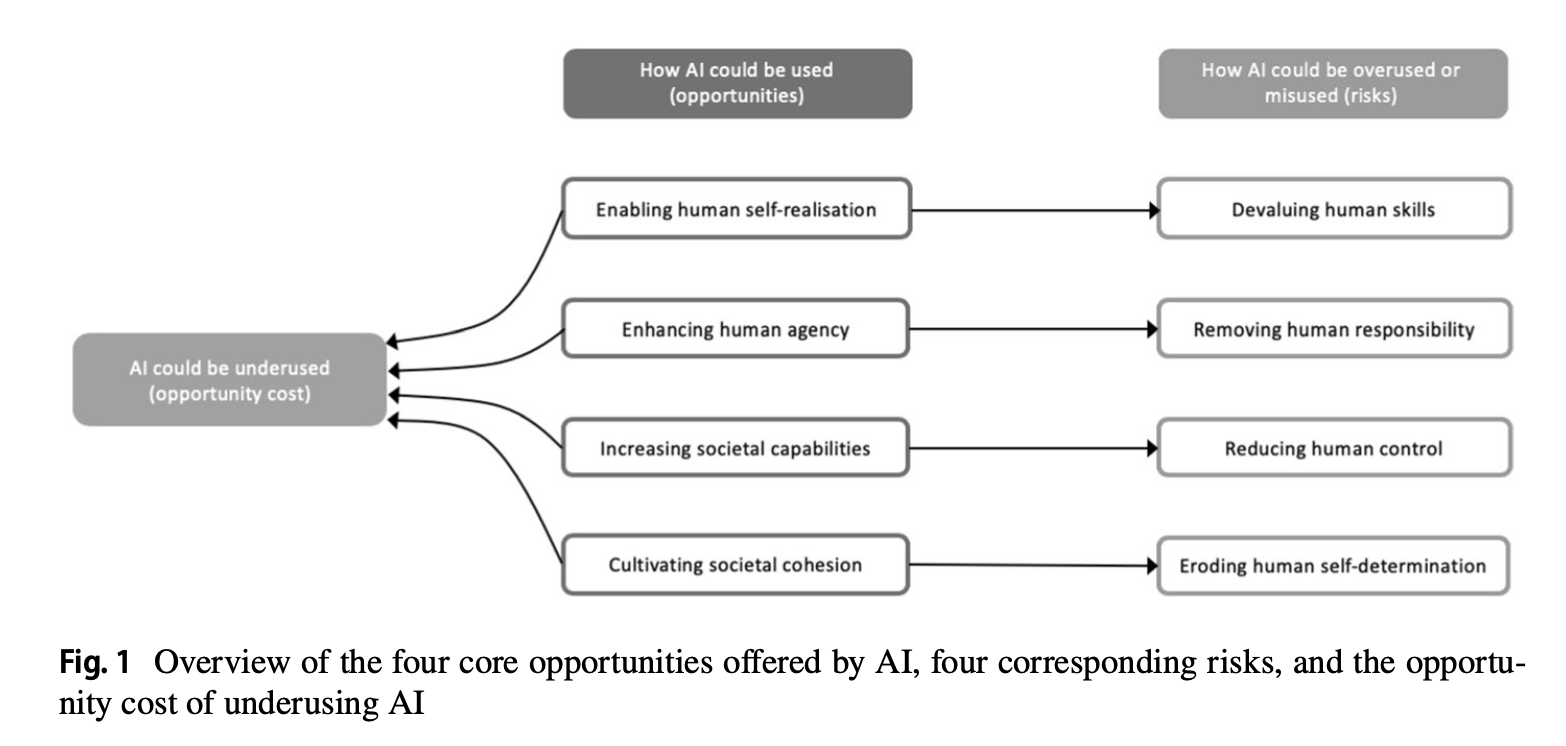 How AI could be used
(opportunities)
How AI could be overused or
misused (risks)
Enabling human self-realisation
Devaluing human skills
Enhancing human agency
Removing human responsibility
AI could be underused
(opportunity cost)
Increasing societal capabilities
Reducing human control
Cultivating societal cohesion
Eroding human self-determination
Fig. 1 Overview of the four core opportunities offered by AI, four corresponding risks, and the opportu-
nity cost of underusing AI